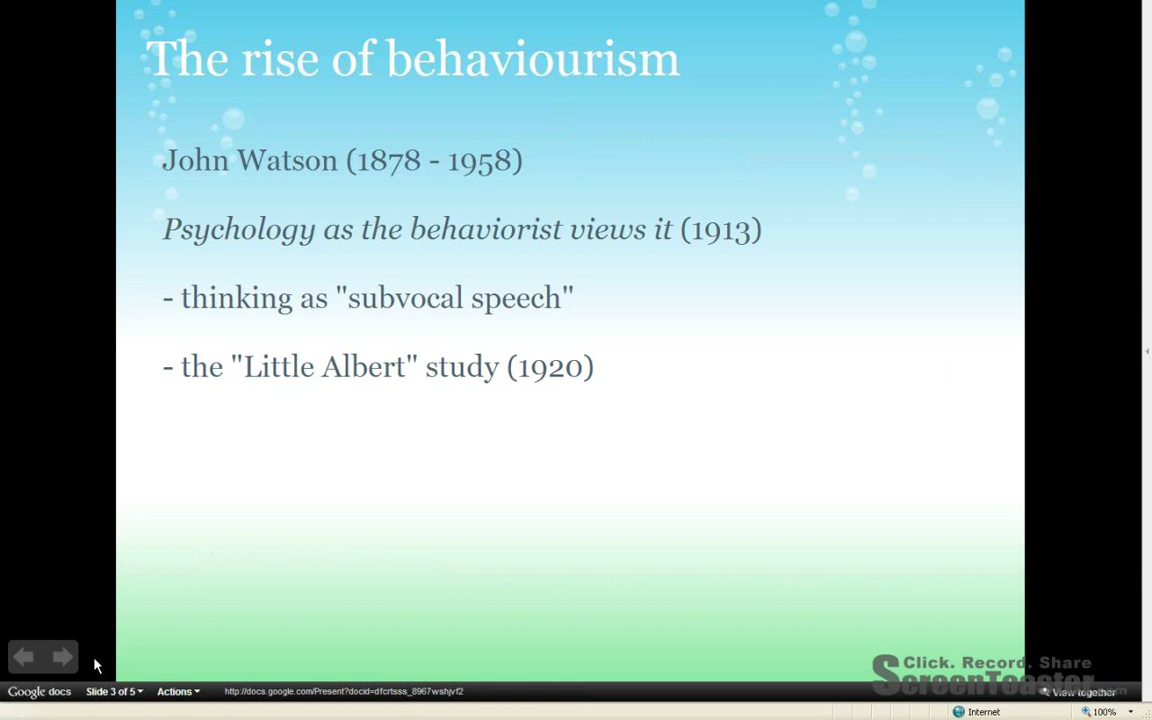 The rise of behaviourism
John Watson (1878 - 1958)
Psychology as the behaviorist views it (1913)
- thinking as "subvocal speech"
- the "Little Albert" study (1920)
Click. Record. Share
ScreenToaster
Google docs Slide 3 of 5 Actions http://docs.google.com/Present?docid=dfcrtsss_8967wshjvf2 View together
Internet 100%